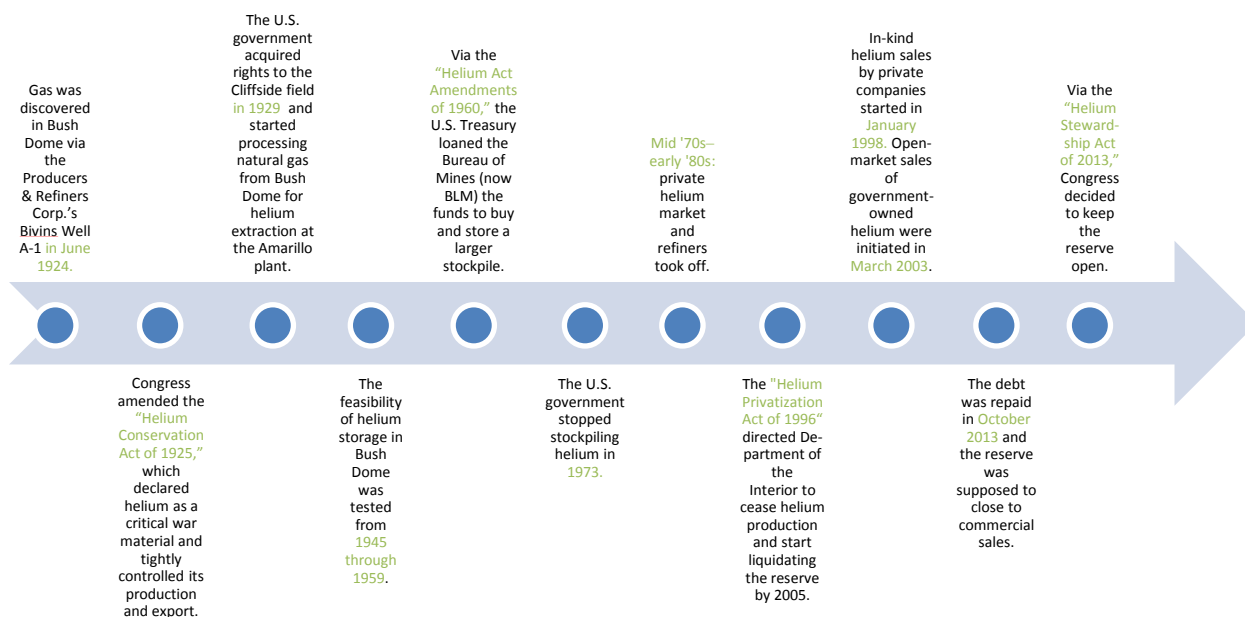 Gas was
discovered
in Bush
Dome via
the
Producers
& Refiners
Corp.’s
Bivins Well
A-1 in June
1924.
Congress
amended the
“Helium
Conservation
Act of 1925,”
which
declared
helium as a
critical war
material and
tightly
controlled its
production
and export.
The U.S.
government
acquired
rights to the
Cliffside field
in 1929 and
started
processing
natural gas
from Bush
Dome for
helium
extraction at
the Amarillo
plant.
The
feasibility
of helium
storage in
Bush
Dome
was
tested
from
1945
through
1959.
Via the
“Helium Act
Amendments
of 1960,” the
U.S. Treasury
loaned the
Bureau of
Mines (now
BLM) the
funds to buy
and store a
larger
stockpile.
The U.S.
government
stopped
stockpiling
helium in
1973.
Mid '70s–
early '80s:
private
helium
market
and
refiners
took off.
The "Helium
Privatization
Act of 1996“
directed De-
partment of
the
Interior to
cease helium
production
and start
liquidating
the reserve
by 2005.
In-kind
helium sales
by private
companies
started in
January
1998. Open-
market sales
of
government-
owned
helium were
initiated in
March 2003.
The debt
was repaid
in October
2013 and
the reserve
was
supposed to
close to
commercial
sales.
Via the
“Helium
Steward-
ship Act
of 2013,”
Congress
decided
to keep
the
reserve
open.